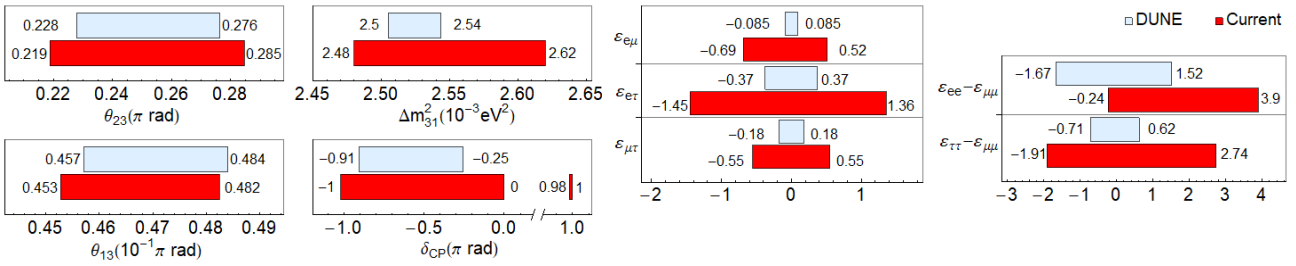 0.228 0.276
0.219 0.285
0.22 0.24 0.26 0.28
θ23(π rad)
2.5 2.54
2.48 2.62
2.45 2.50 2.55 2.60 2.65
Δm²31(10⁻³eV²)
0.457 0.484
0.453 0.482
0.45 0.46 0.47 0.48 0.49
θ13(10⁻¹π rad)
−0.91 −0.25
−1 0 0.98 1
−1.0 −0.5 0.0 1.0
δCP(π rad)
εeμ −0.085 0.085
−0.69 0.52
εeτ −0.37 0.37
−1.45 1.36
εμτ −0.18 0.18
−0.55 0.55
−2 −1 0 1
DUNE Current
εee−εμμ −1.67 1.52
−0.24 3.9
εττ−εμμ −0.71 0.62
−1.91 2.74
−3 −2 −1 0 1 2 3 4